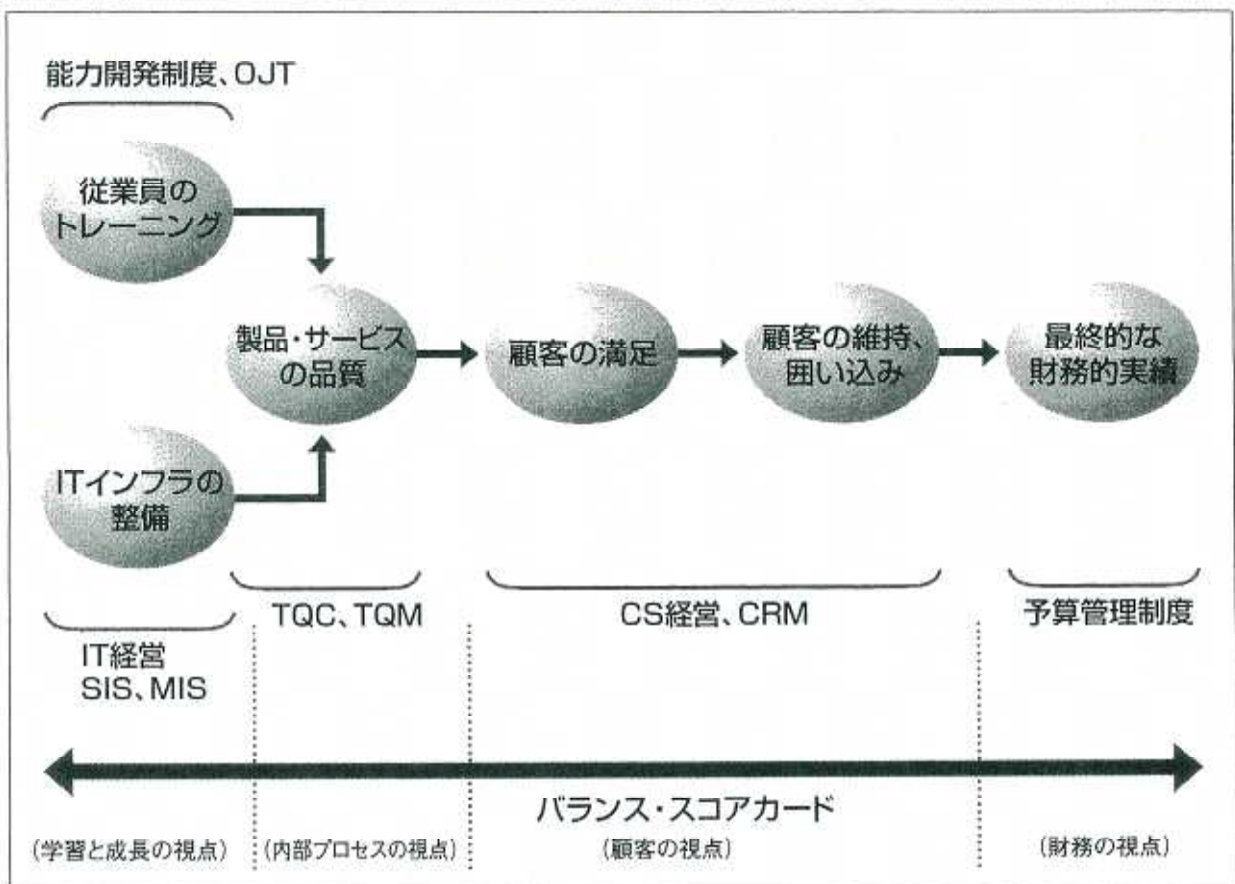 能力開発制度、OJT
従業員の
トレーニング
製品・サービス
の品質
顧客の満足
顧客の維持、
囲い込み
最終的な
財務的実績
ITインフラの
整備
TQC、TQM
CS経営、CRM
予算管理制度
IT経営
SIS、MIS
バランス・スコアカード
(学習と成長の視点)
(内部プロセスの視点)
(顧客の視点)
(財務の視点)